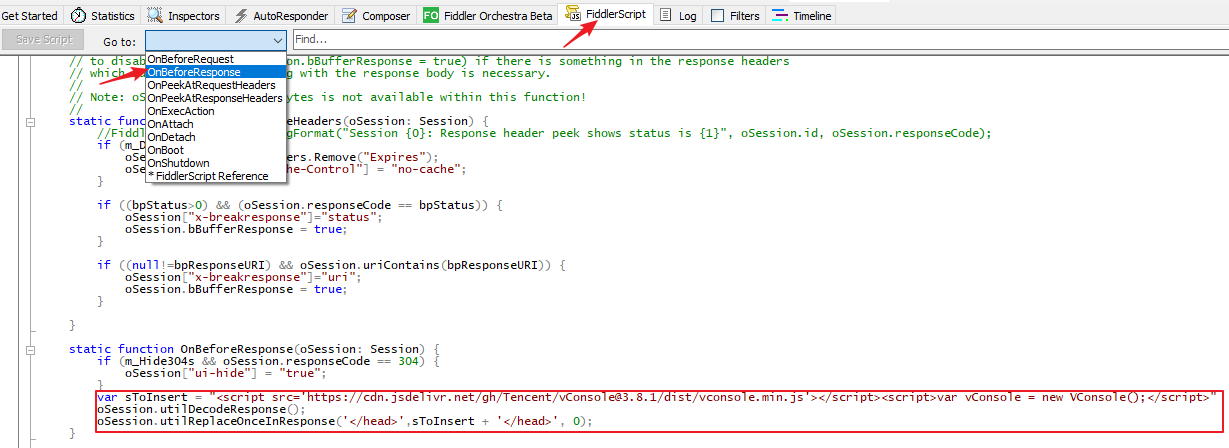 Get Started Statistics Inspectors AutoResponder Composer FO Fiddler Orchestra Beta JS FiddlerScript Log Filters Timeline
Save Script Go to: Find...
OnBeforeRequest
OnBeforeResponse
OnPeekAtRequestHeaders
OnPeekAtResponseHeaders
OnExecAction
OnAttach
OnDetach
OnBoot
OnShutdown
* FiddlerScript Reference
// to disab on.bBufferResponse = true) if there is something in the response headers
// which g with the response body is necessary.
//
// Note: oS ytes is not available within this function!
//
static func eHeaders(oSession: Session) {
//Fiddl gFormat("Session {0}: Response header peek shows status is {1}", oSession.id, oSession.responseCode);
if (m_D
oSe ers.Remove("Expires");
oSe he-Control"] = "no-cache";
}
if ((bpStatus>0) && (oSession.responseCode == bpStatus)) {
oSession["x-breakresponse"]="status";
oSession.bBufferResponse = true;
}
if ((null!=bpResponseURI) && oSession.uriContains(bpResponseURI)) {
oSession["x-breakresponse"]="uri";
oSession.bBufferResponse = true;
}
}
static function OnBeforeResponse(oSession: Session) {
if (m_Hide304s && oSession.responseCode == 304) {
oSession["ui-hide"] = "true";
}
var sToInsert = "<script src='https://cdn.jsdelivr.net/gh/Tencent/vConsole@3.8.1/dist/vconsole.min.js'></script><script>var vConsole = new VConsole();</script>"
oSession.utilDecodeResponse();
oSession.utilReplaceOnceInResponse('</head>',sToInsert + '</head>', 0);
}